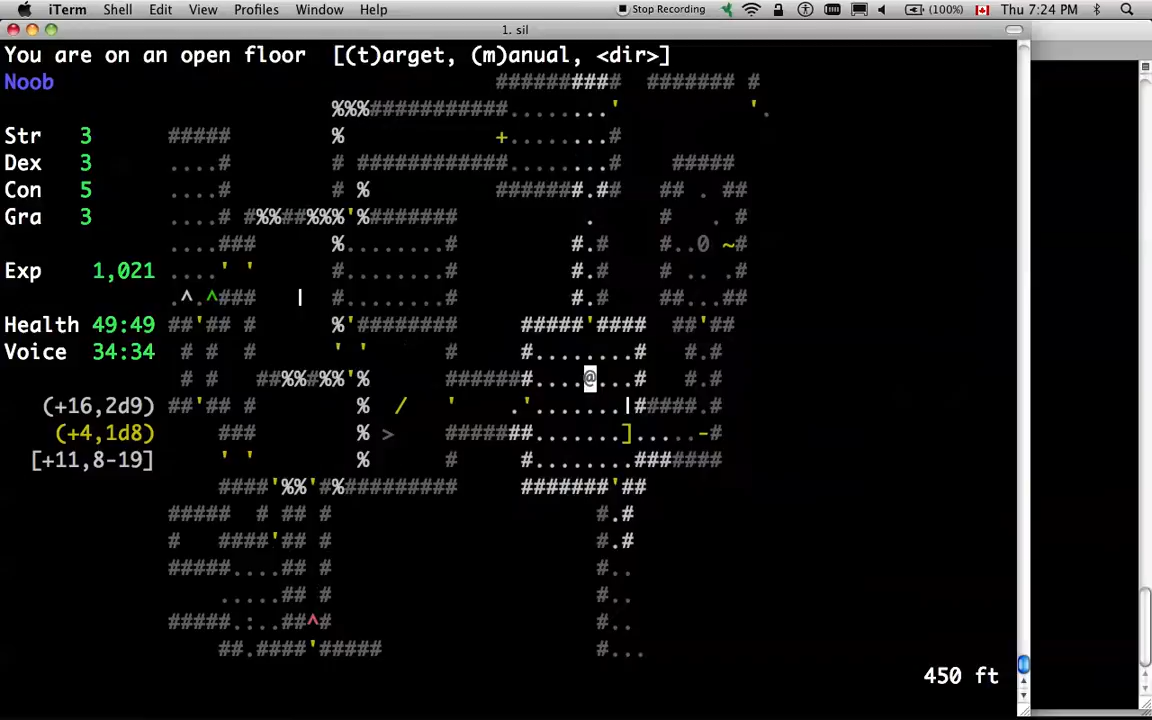 iTerm Shell Edit View Profiles Window Help Stop Recording (100%) Thu 24 PM
1. sil
You are on an open floor [(t)arget, (m)anual, <dir>]
Noob
Str 3
Dex 3
Con 5
Gra 3
Exp 1,021
Health 49:49
Voice 34:34
(+16,2d9)
(+4,1d8)
[+11,8-19]
450 ft